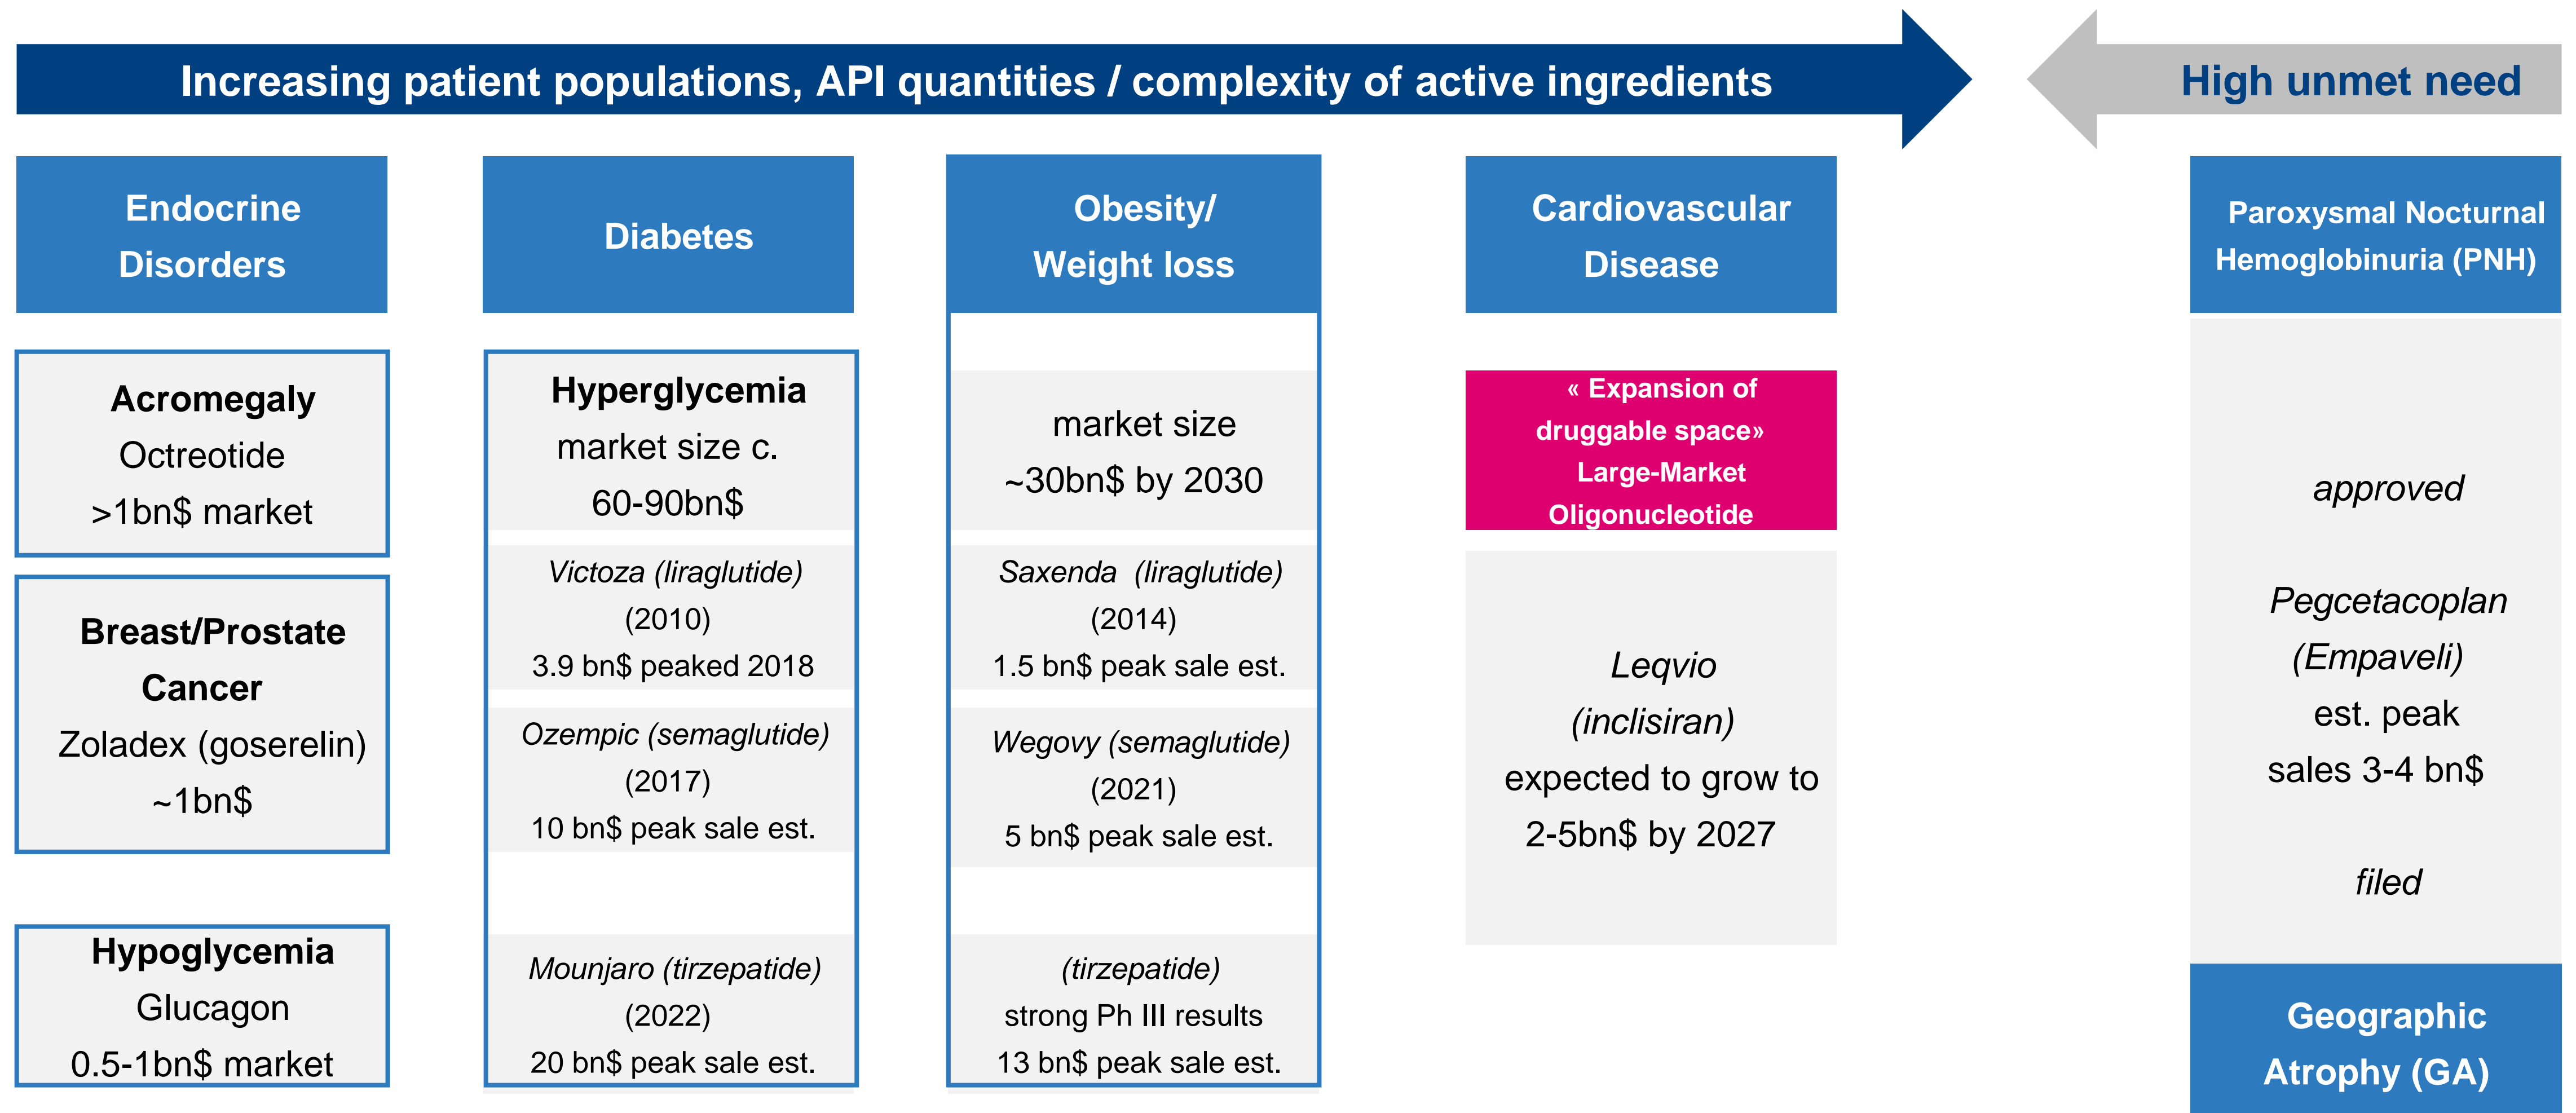 Increasing patient populations, API quantities / complexity of active ingredients
High unmet need
Endocrine
Disorders
Acromegaly
Octreotide
>1bn$ market
Breast/Prostate
Cancer
Zoladex (goserelin)
~1bn$
Hypoglycemia
Glucagon
0.5-1bn$ market
Diabetes
Hyperglycemia
market size c.
60-90bn$
Victoza (liraglutide)
(2010)
3.9 bn$ peaked 2018
Ozempic (semaglutide)
(2017)
10 bn$ peak sale est.
Mounjaro (tirzepatide)
(2022)
20 bn$ peak sale est.
Obesity/
Weight loss
market size
~30bn$ by 2030
Saxenda (liraglutide)
(2014)
1.5 bn$ peak sale est.
Wegovy (semaglutide)
(2021)
5 bn$ peak sale est.
(tirzepatide)
strong Ph III results
13 bn$ peak sale est.
Cardiovascular
Disease
« Expansion of
druggable space»
Large-Market
Oligonucleotide
Leqvio
(inclisiran)
expected to grow to
2-5bn$ by 2027
Paroxysmal Nocturnal
Hemoglobinuria (PNH)
approved
Pegcetacoplan
(Empaveli)
est. peak
sales 3-4 bn$
filed
Geographic
Atrophy (GA)